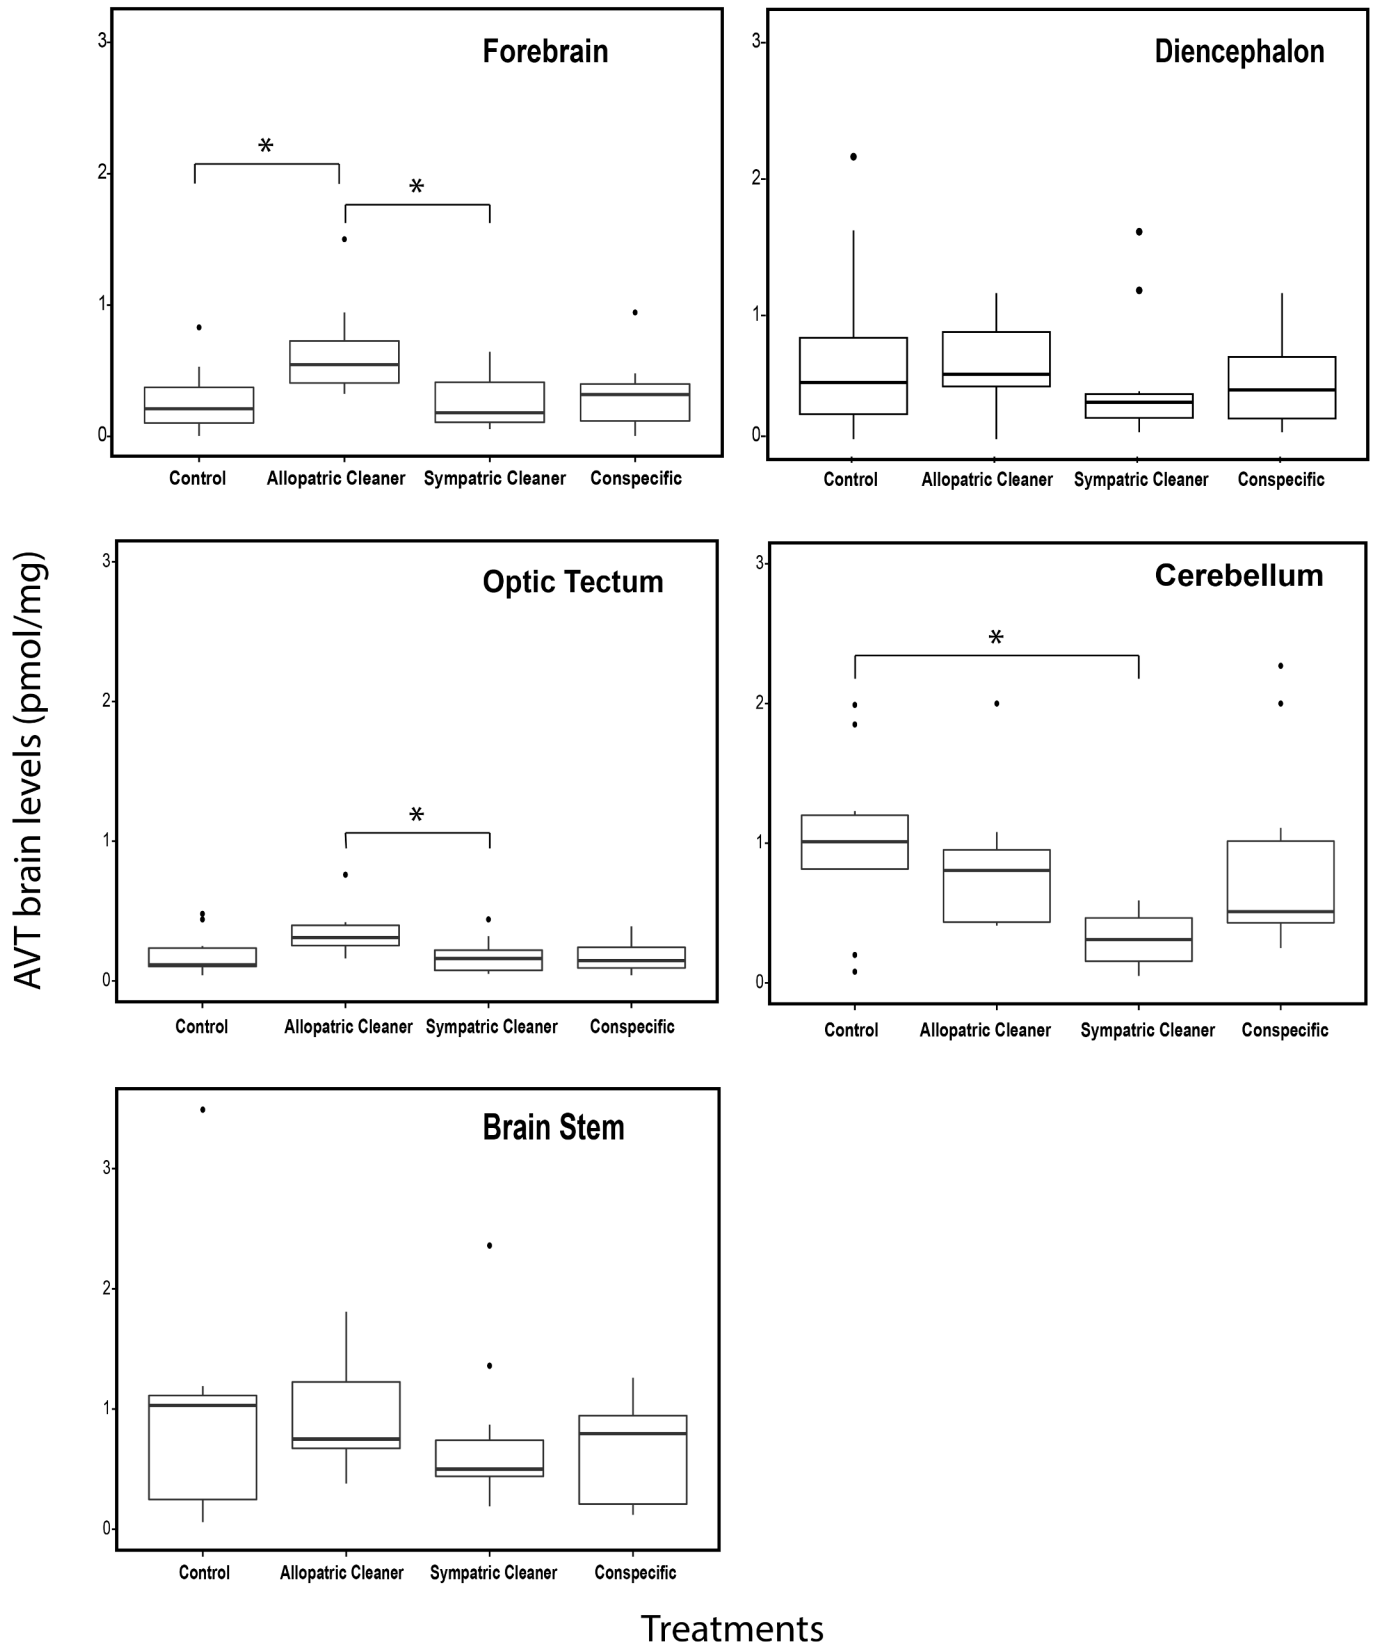 AVT brain levels (pmol/mg)
Forebrain
3
2
1
0
*
*
Control Allopatric Cleaner Sympatric Cleaner Conspecific
Diencephalon
3
2
1
0
Control Allopatric Cleaner Sympatric Cleaner Conspecific
Optic Tectum
3
2
1
0
*
Control Allopatric Cleaner Sympatric Cleaner Conspecific
Cerebellum
3
2
1
0
*
Control Allopatric Cleaner Sympatric Cleaner Conspecific
Brain Stem
3
2
1
0
Control Allopatric Cleaner Sympatric Cleaner Conspecific
Treatments